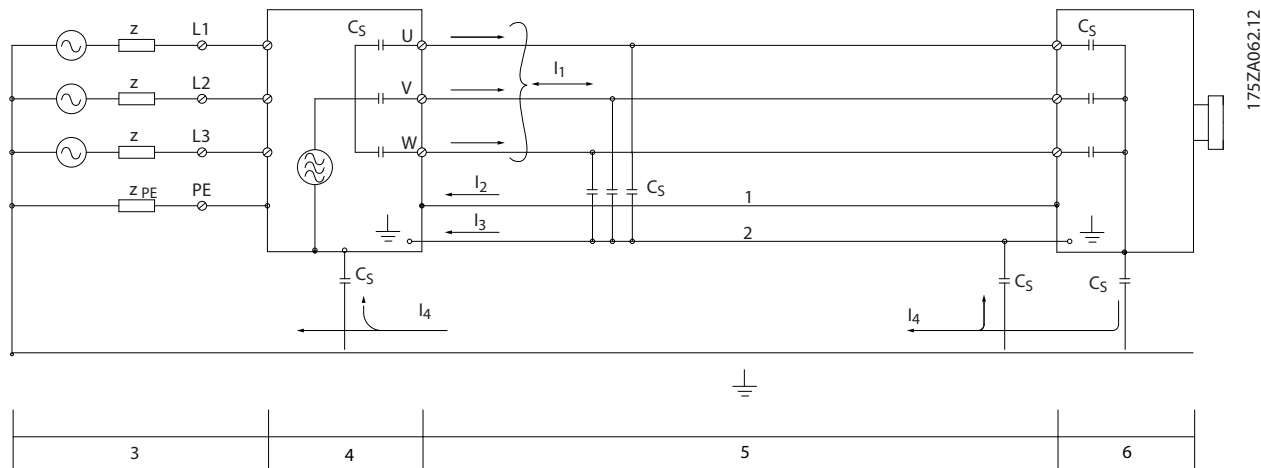 z L1
z L2
z L3
z PE PE
CS U
V
W
I1
I2
I3
CS
1
2
CS
CS
I4
I4
CS
CS
3 4 5 6
175ZA062.12